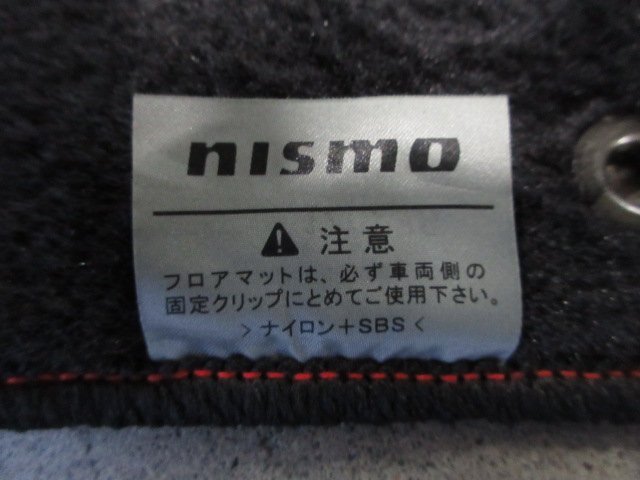 nismo
注意
フロアマットは、必ず車両側の
固定クリップにとめてご使用下さい。
>ナイロン+SBS<